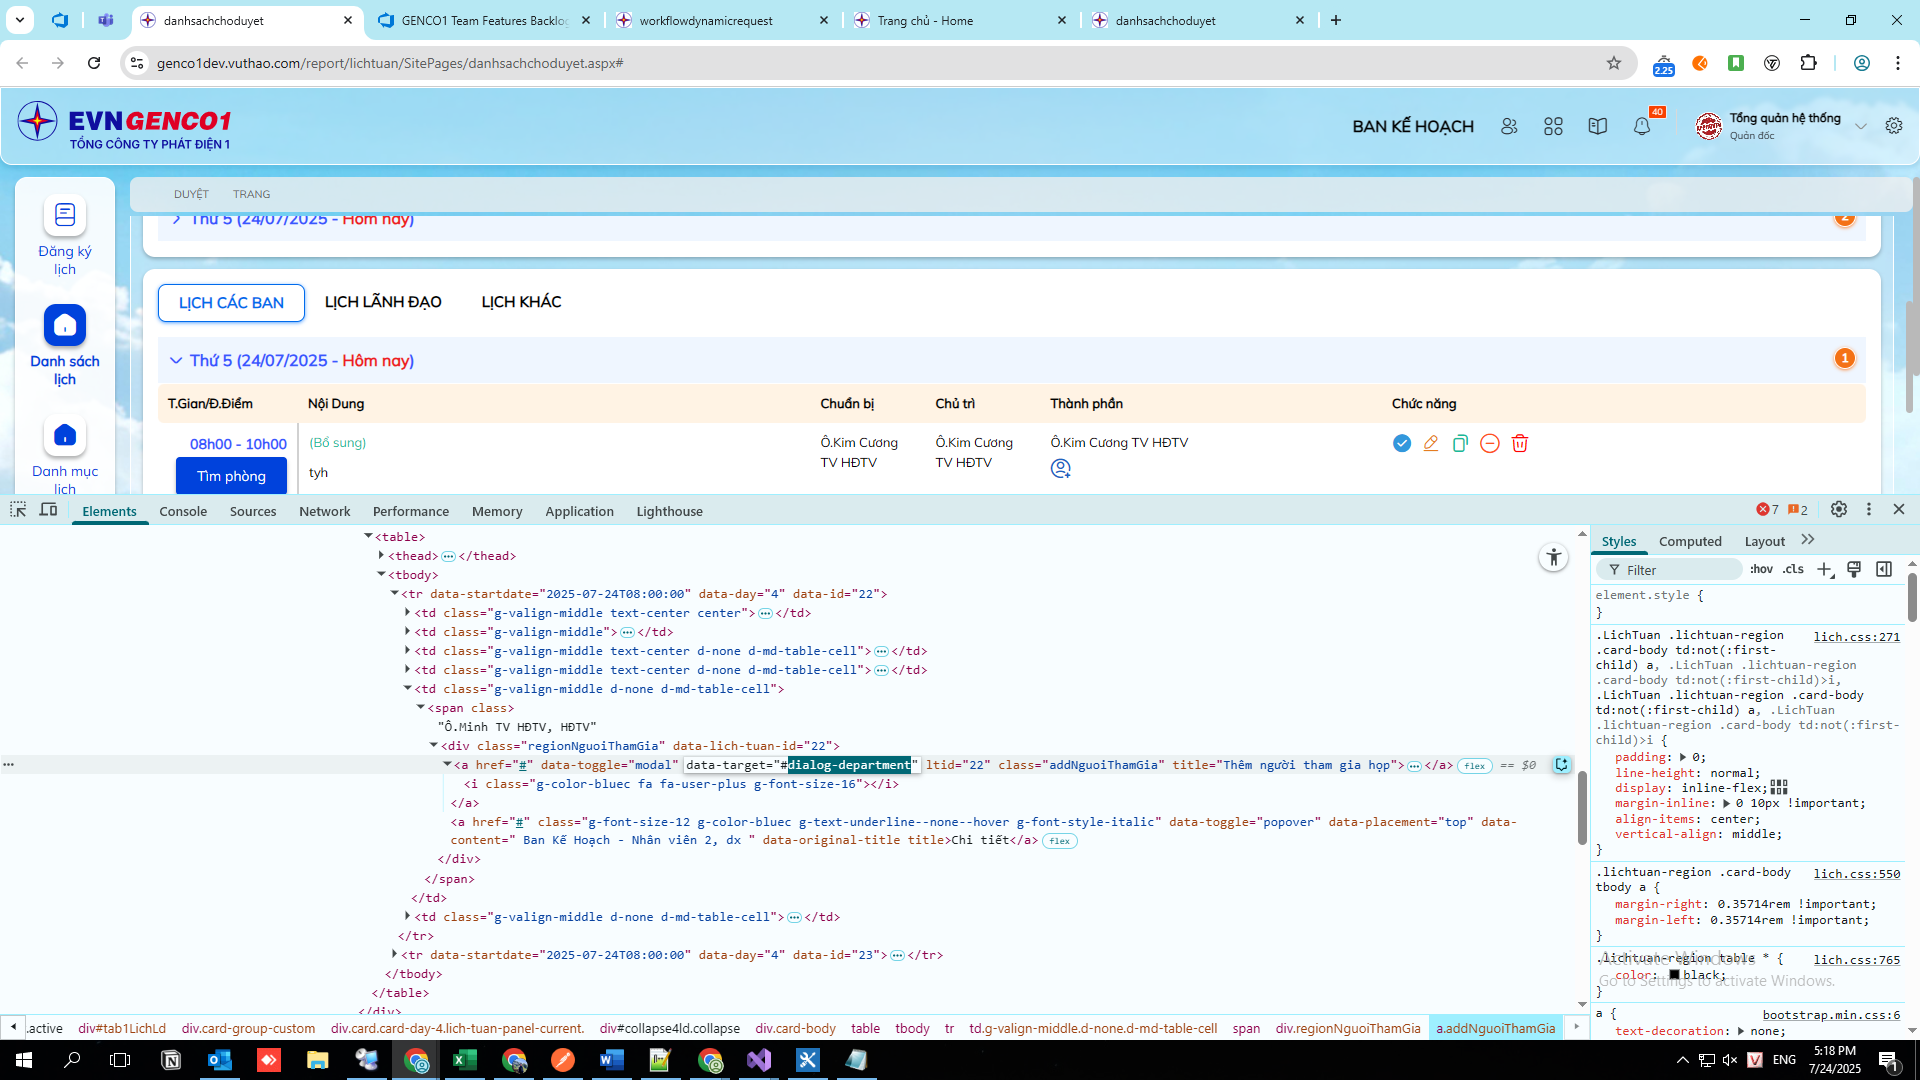 danhsachchoduyet
GENCO1 Team Features Backlog
workflowdynamicrequest
Trang chủ - Home
danhsachchoduyet
genco1dev.vuthao.com/report/lichtuan/SitePages/danhsachchoduyet.aspx#
2.25
EVNGENCO1
TỔNG CÔNG TY PHÁT ĐIỆN 1
BAN KẾ HOẠCH
40
Tổng quản hệ thống
Quản đốc
DUYỆT TRANG
Đăng ký
lịch
Danh sách
lịch
Danh mục
lịch
Thứ 5 (24/07/2025 - Hôm nay)
2
LỊCH CÁC BAN LỊCH LÃNH ĐẠO LỊCH KHÁC
Thứ 5 (24/07/2025 - Hôm nay)
1
T.Gian/Đ.Điểm Nội Dung Chuẩn bị Chủ trì Thành phần Chức năng
08h00 - 10h00 (Bổ sung) Ô.Kim Cương Ô.Kim Cương Ô.Kim Cương TV HĐTV
TV HĐTV TV HĐTV
Tìm phòng tyh
Elements Console Sources Network Performance Memory Application Lighthouse
7 2
<table>
<thead> … </thead>
<tbody>
<tr data-startdate="2025-07-24T08:00:00" data-day="4" data-id="22">
<td class="g-valign-middle text-center center"> … </td>
<td class="g-valign-middle"> … </td>
<td class="g-valign-middle text-center d-none d-md-table-cell"> … </td>
<td class="g-valign-middle text-center d-none d-md-table-cell"> … </td>
<td class="g-valign-middle d-none d-md-table-cell">
<span class>
"Ô.Minh TV HĐTV, HĐTV"
<div class="regionNguoiThamGia" data-lich-tuan-id="22">
<a href="#" data-toggle="modal" data-target="#dialog-department" ltid="22" class="addNguoiThamGia" title="Thêm người tham gia họp"> … </a> flex == $0
<i class="g-color-bluec fa fa-user-plus g-font-size-16"></i>
</a>
<a href="#" class="g-font-size-12 g-color-bluec g-text-underline--none--hover g-font-style-italic" data-toggle="popover" data-placement="top" data-
content=" Ban Kế Hoạch - Nhân viên 2, dx " data-original-title title>Chi tiết</a> flex
</div>
</span>
</td>
<td class="g-valign-middle d-none d-md-table-cell"> … </td>
</tr>
<tr data-startdate="2025-07-24T08:00:00" data-day="4" data-id="23"> … </tr>
</tbody>
</table>
</div>
.active div#tab1LichLd div.card-group-custom div.card.card-day-4.lich-tuan-panel-current. div#collapse4ld.collapse div.card-body table tbody tr td.g-valign-middle.d-none.d-md-table-cell span div.regionNguoiThamGia a.addNguoiThamGia
Styles Computed Layout
Filter :hov .cls
element.style {
}
.LichTuan .lichtuan-region lich.css:271
.card-body td:not(:first-
child) a, .LichTuan .lichtuan-region
.card-body td:not(:first-child)>i,
.LichTuan .lichtuan-region .card-body
td:not(:first-child) a, .LichTuan
.lichtuan-region .card-body td:not(:first-
child)>i {
padding: 0;
line-height: normal;
display: inline-flex;
margin-inline: 0 10px !important;
align-items: center;
vertical-align: middle;
}
.lichtuan-region .card-body lich.css:550
tbody a {
margin-right: 0.35714rem !important;
margin-left: 0.35714rem !important;
}
.lichtuan-region table * { lich.css:765
color: black;
}
Activate Windows
Go to Settings to activate Windows.
a { bootstrap.min.css:6
text-decoration: none;
ENG
5:18 PM
7/24/2025
1